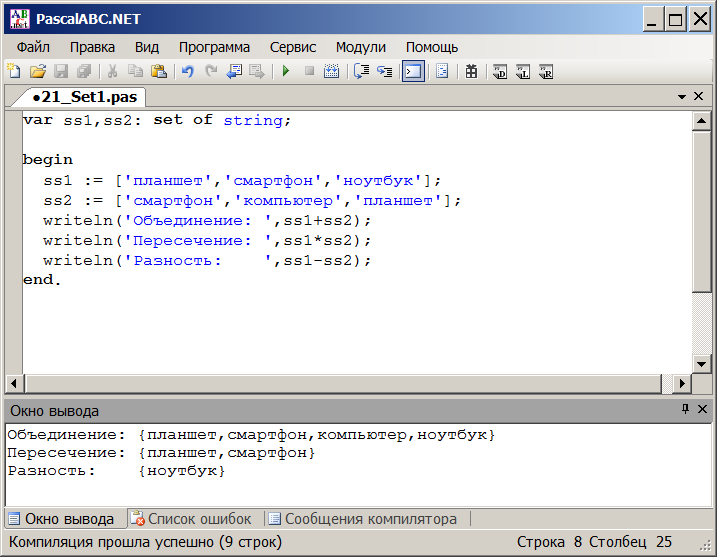 PascalABC.NET
Файл Правка Вид Программа Сервис Модули Помощь
●21_Set1.pas
var ss1,ss2: set of string;
begin
ss1 := ['планшет','смартфон','ноутбук'];
ss2 := ['смартфон','компьютер','планшет'];
writeln('Объединение: ',ss1+ss2);
writeln('Пересечение: ',ss1*ss2);
writeln('Разность:    ',ss1-ss2);
end.
Окно вывода
Объединение: {планшет,смартфон,компьютер,ноутбук}
Пересечение: {планшет,смартфон}
Разность:    {ноутбук}
Окно вывода Список ошибок Сообщения компилятора
Компиляция прошла успешно (9 строк) Строка 8 Столбец 25